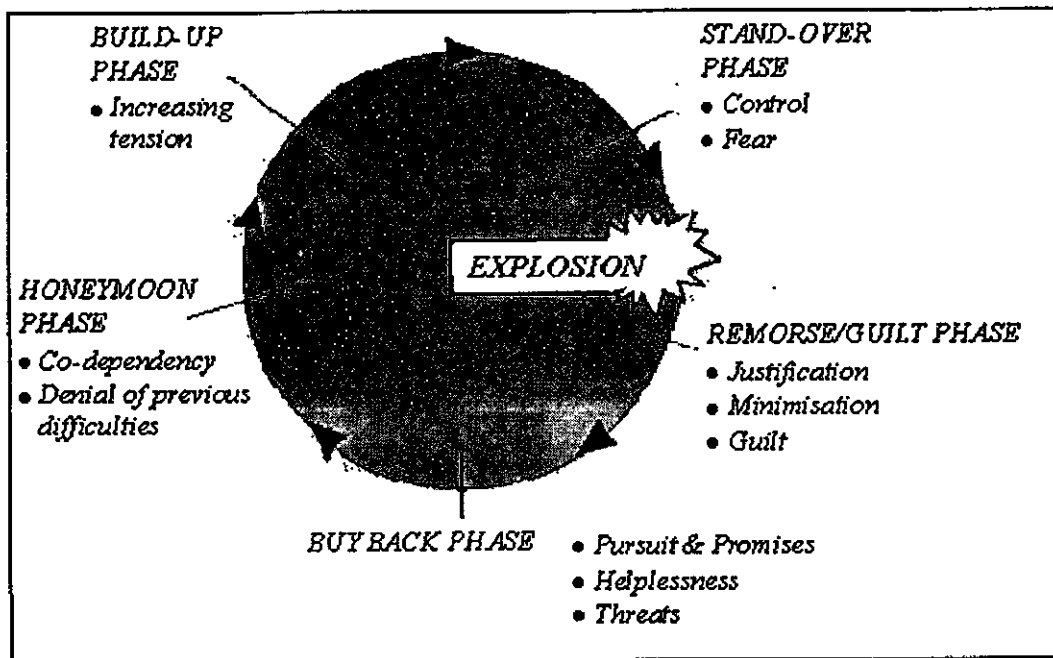 BUILD-UP
PHASE
• Increasing
tension
STAND-OVER
PHASE
• Control
• Fear
EXPLOSION
HONEYMOON
PHASE
• Co-dependency
• Denial of previous
difficulties
REMORSE/GUILT PHASE
• Justification
• Minimisation
• Guilt
BUY BACK PHASE
• Pursuit & Promises
• Helplessness
• Threats